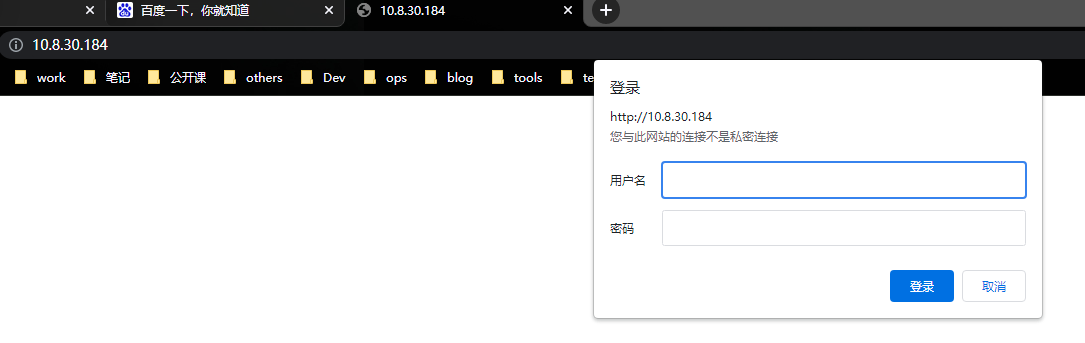 百度一下，你就知道
10.8.30.184
10.8.30.184
work
笔记
公开课
others
Dev
ops
blog
tools
te
登录
http://10.8.30.184
您与此网站的连接不是私密连接
用户名
密码
登录
取消